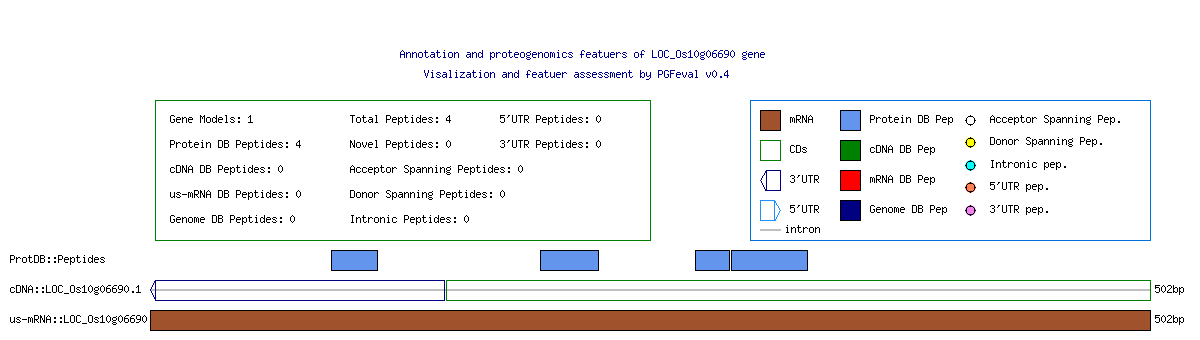 Annotation and proteogenomics featuers of LOC_Os10g06690 gene
Visalization and featuer assessment by PGFeval v0.4
Gene Models: 1 Total Peptides: 4 5'UTR Peptides: 0
Protein DB Peptides: 4 Novel Peptides: 0 3'UTR Peptides: 0
cDNA DB Peptides: 0 Acceptor Spanning Peptides: 0
us-mRNA DB Peptides: 0 Donor Spanning Peptides: 0
Genome DB Peptides: 0 Intronic Peptides: 0
mRNA Protein DB Pep Acceptor Spanning Pep.
CDs cDNA DB Pep Donor Spanning Pep.
3'UTR mRNA DB Pep Intronic pep.
5'UTR Genome DB Pep 5'UTR pep.
intron 3'UTR pep.
ProtDB::Peptides
cDNA::LOC_Os10g06690.1 502bp
us-mRNA::LOC_Os10g06690 502bp